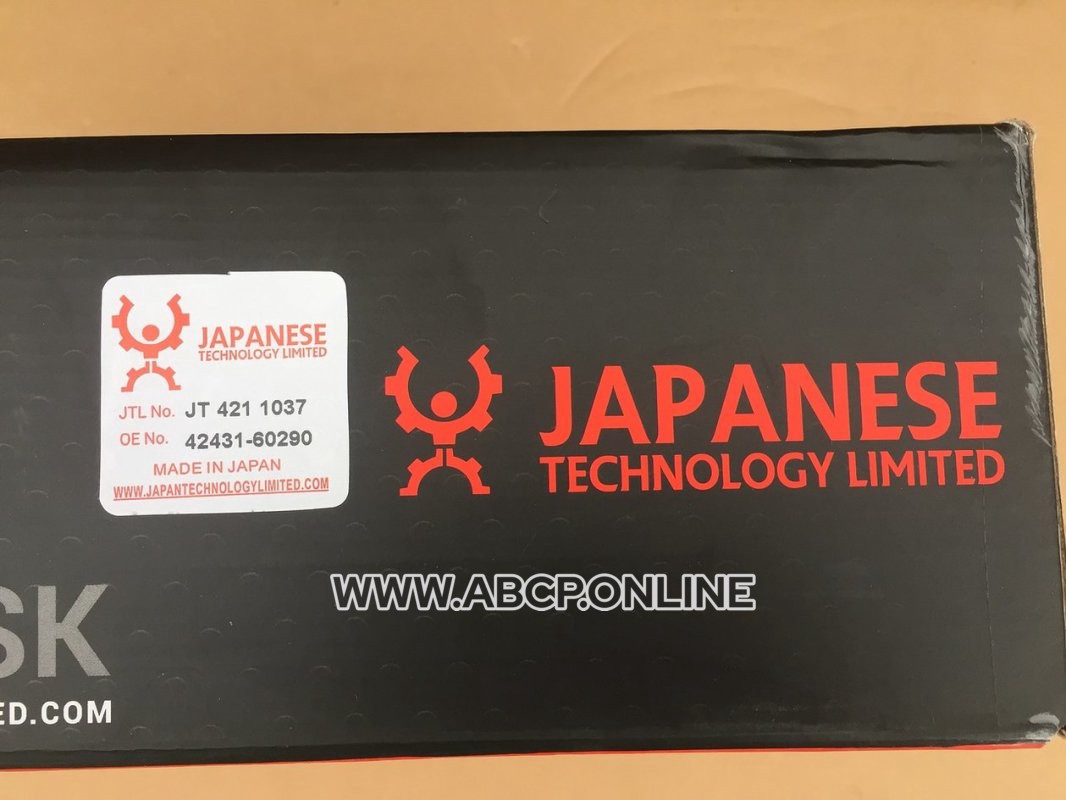 JAPANESE
TECHNOLOGY LIMITED
JTL No. JT 421 1037
OE No. 42431-60290
MADE IN JAPAN
WWW.JAPANTECHNOLOGYLIMITED.COM
JAPANESE
TECHNOLOGY LIMITED
WWW.ABCP.ONLINE
SK
ED.COM